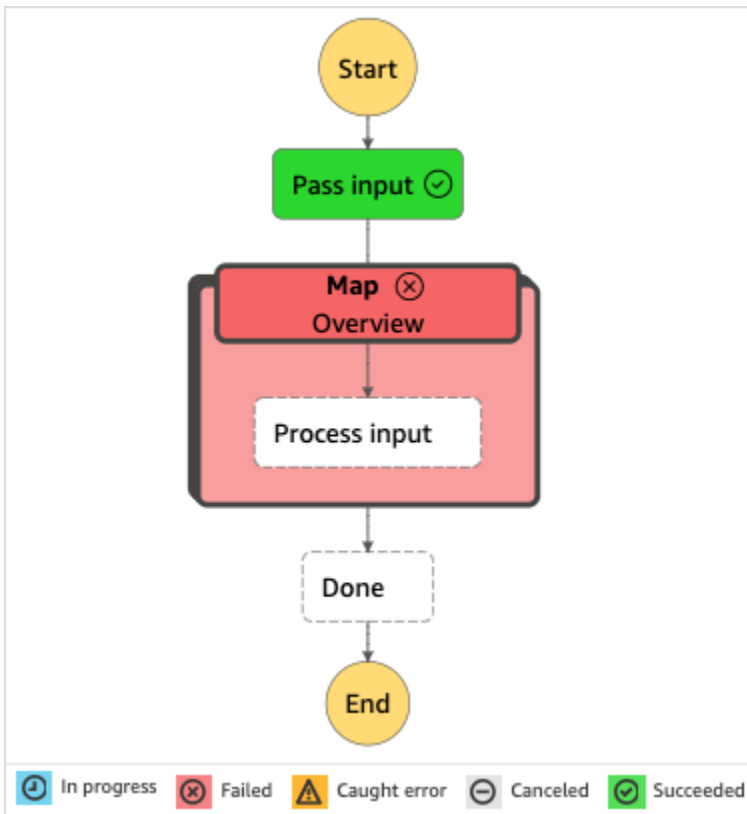 Start
Pass input
Map
Overview
Process input
Done
End
In progress Failed Caught error Canceled Succeeded